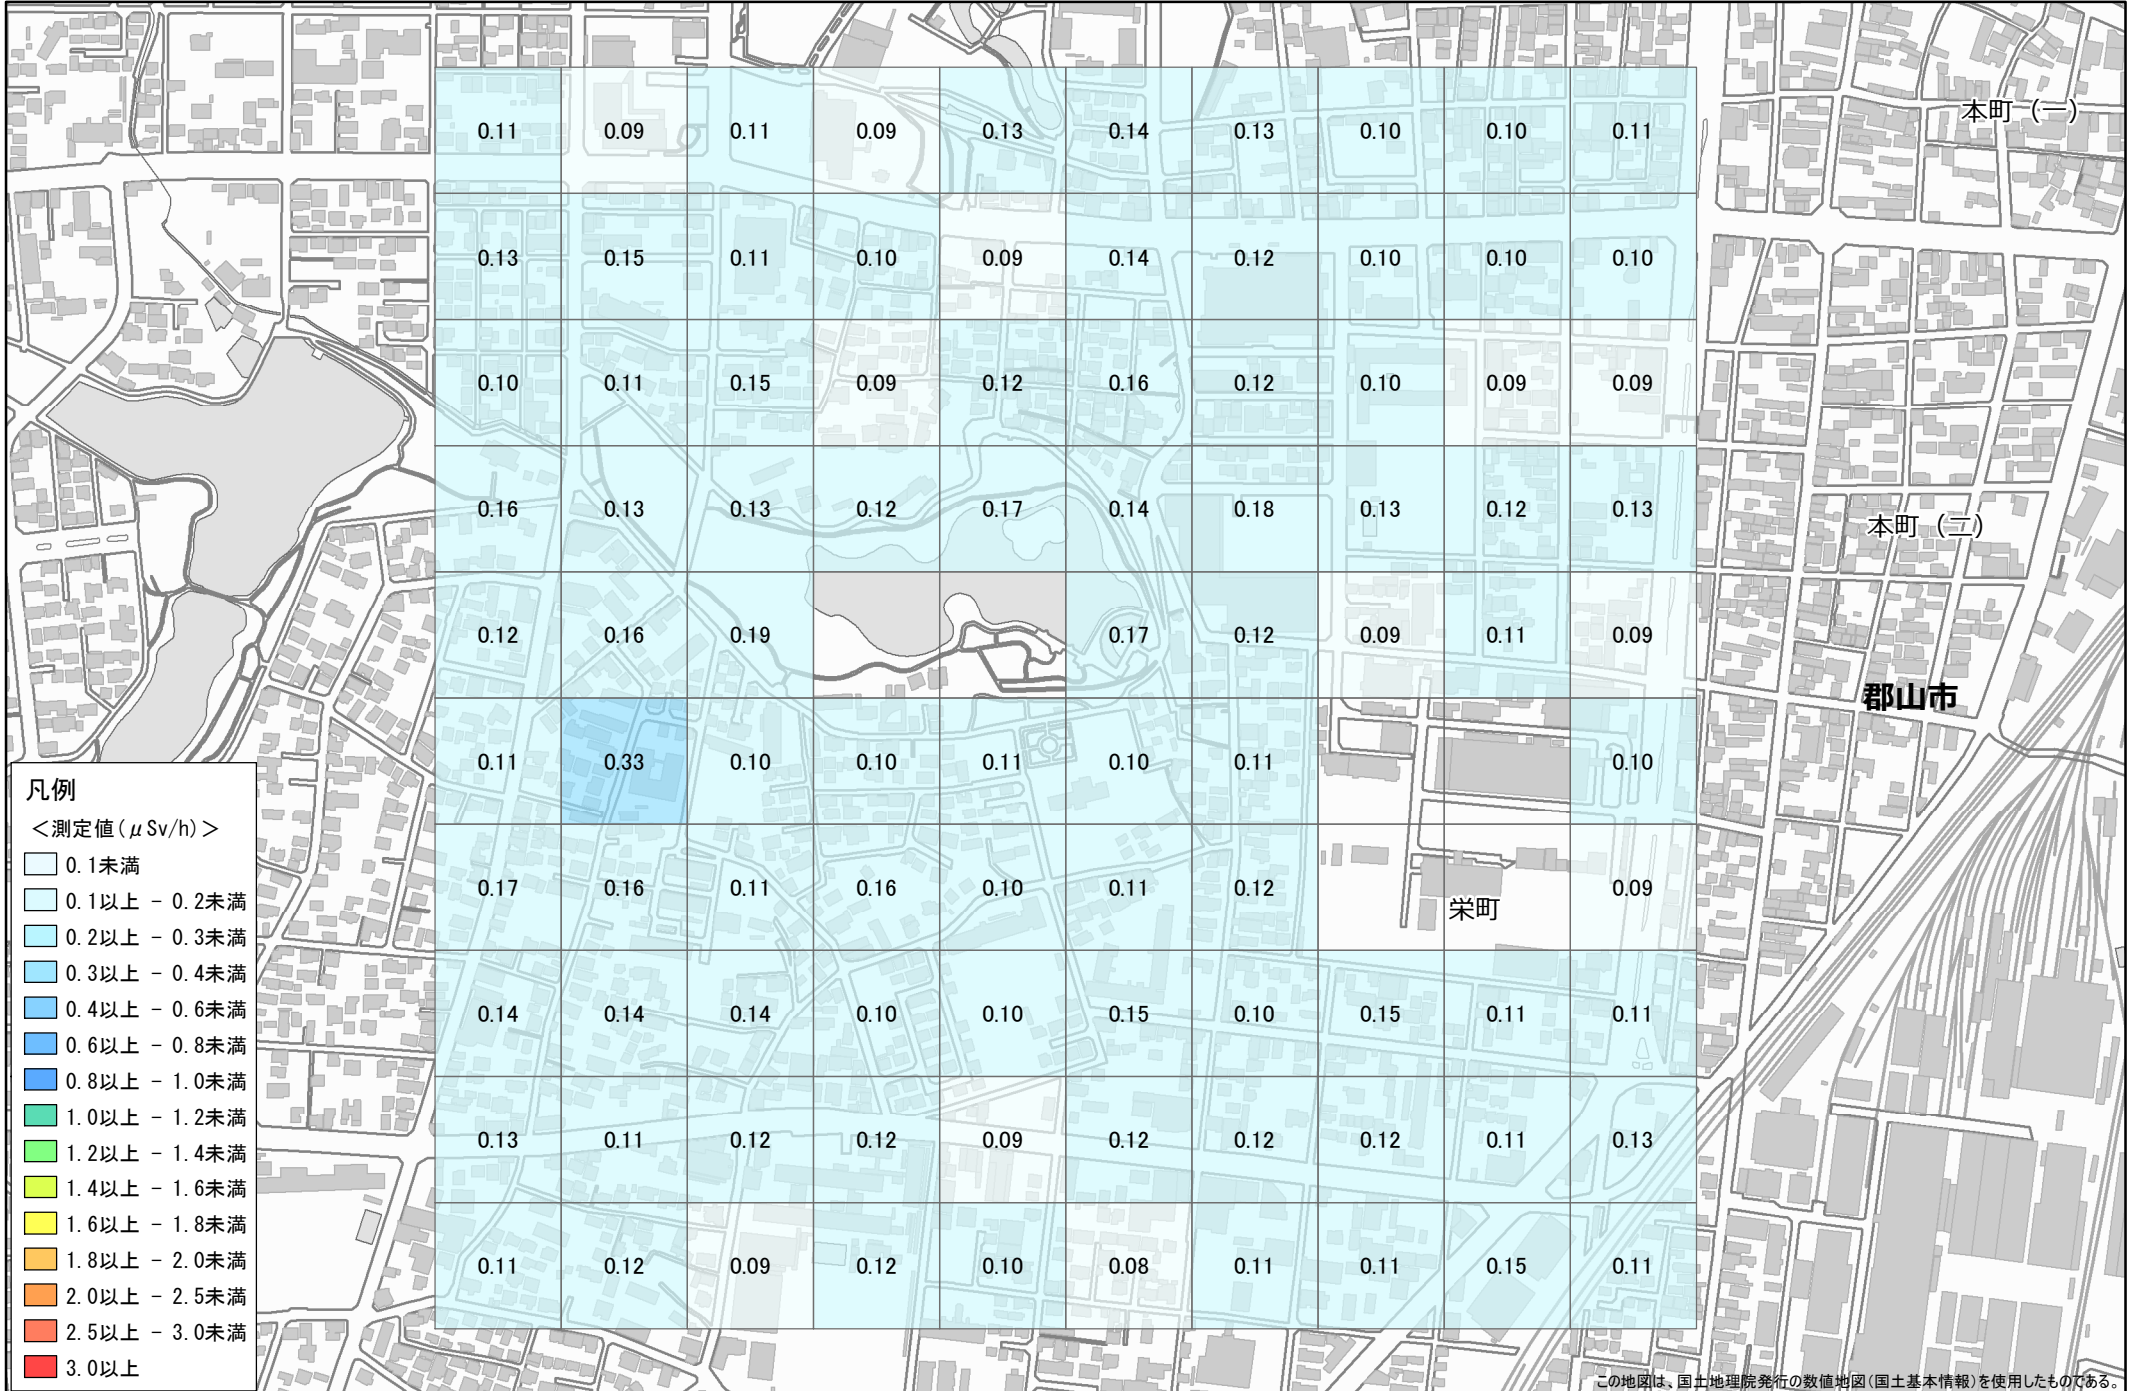 本町（一）
0.11 0.09 0.11 0.09 0.13 0.14 0.13 0.10 0.10 0.11
0.13 0.15 0.11 0.10 0.09 0.14 0.12 0.10 0.10 0.10
0.10 0.11 0.15 0.09 0.12 0.16 0.12 0.10 0.09 0.09
0.16 0.13 0.13 0.12 0.17 0.14 0.18 0.13 0.12 0.13
本町（二）
0.12 0.16 0.19 0.17 0.12 0.09 0.11 0.09
郡山市
0.11 0.33 0.10 0.10 0.11 0.10 0.11 0.10
0.17 0.16 0.11 0.16 0.10 0.11 0.12 0.09
栄町
0.14 0.14 0.14 0.10 0.10 0.15 0.10 0.15 0.11 0.11
0.13 0.11 0.12 0.12 0.09 0.12 0.12 0.12 0.11 0.13
0.11 0.12 0.09 0.12 0.10 0.08 0.11 0.11 0.15 0.11
凡例
＜測定値(μSv/h)＞
0.1未満
0.1以上 - 0.2未満
0.2以上 - 0.3未満
0.3以上 - 0.4未満
0.4以上 - 0.6未満
0.6以上 - 0.8未満
0.8以上 - 1.0未満
1.0以上 - 1.2未満
1.2以上 - 1.4未満
1.4以上 - 1.6未満
1.6以上 - 1.8未満
1.8以上 - 2.0未満
2.0以上 - 2.5未満
2.5以上 - 3.0未満
3.0以上
この地図は、国土地理院発行の数値地図(国土基本情報)を使用したものである。